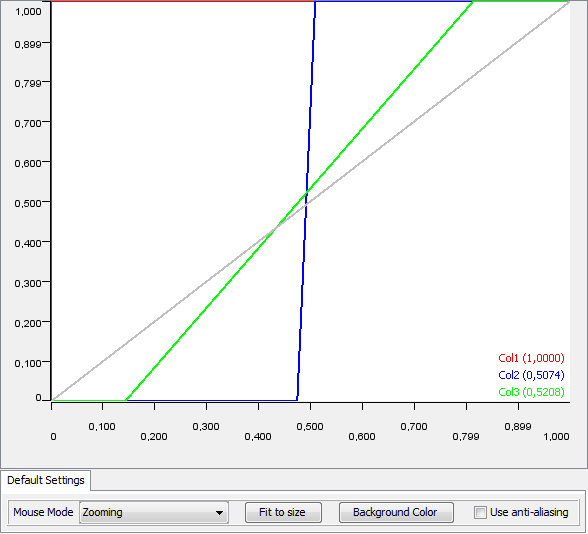 1,000
0,899
0,799
0,700
0,600
0,500
0,400
0,300
0,200
0,100
0
Col1 (1,0000)
Col2 (0,5074)
Col3 (0,5208)
0 0,100 0,300 0,500 0,700 0,899
0,200 0,400 0,600 0,799 1,000
Default Settings
Mouse Mode Zooming Fit to size Background Color Use anti-aliasing